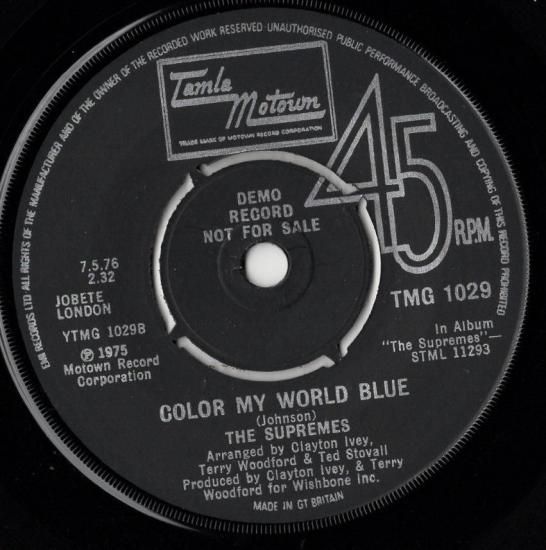 EMI RECORDS LTD ALL RIGHTS OF THE MANUFACTURER AND OF THE OWNER OF THE RECORDED WORK RESERVED UNAUTHORISED PUBLIC PERFORMANCE BROADCASTING AND COPYING OF THIS RECORD PROHIBITED
Tamla
Motown
TRADE MARK OF MOTOWN RECORD CORPORATION
45
R.P.M.
DEMO
RECORD
NOT FOR SALE
7.5.76
2.32
JOBETE
LONDON
YTMG 1029B
℗ 1975
Motown Record
Corporation
TMG 1029
In Album
"The Supremes"—
STML 11293
COLOR MY WORLD BLUE
(Johnson)
THE SUPREMES
Arranged by Clayton Ivey,
Terry Woodford & Ted Stovall
Produced by Clayton Ivey, & Terry
Woodford for Wishbone Inc.
MADE IN GT BRITAIN